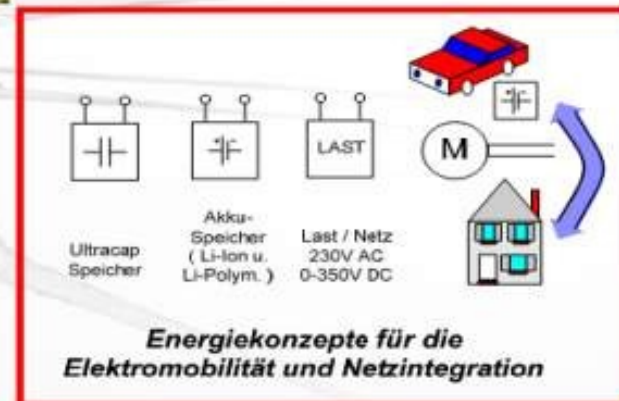 LAST
M
Ultracap
Speicher
Akku-
Speicher
( Li-Ion u.
Li-Polym. )
Last / Netz
230V AC
0-350V DC
Energiekonzepte für die
Elektromobilität und Netzintegration